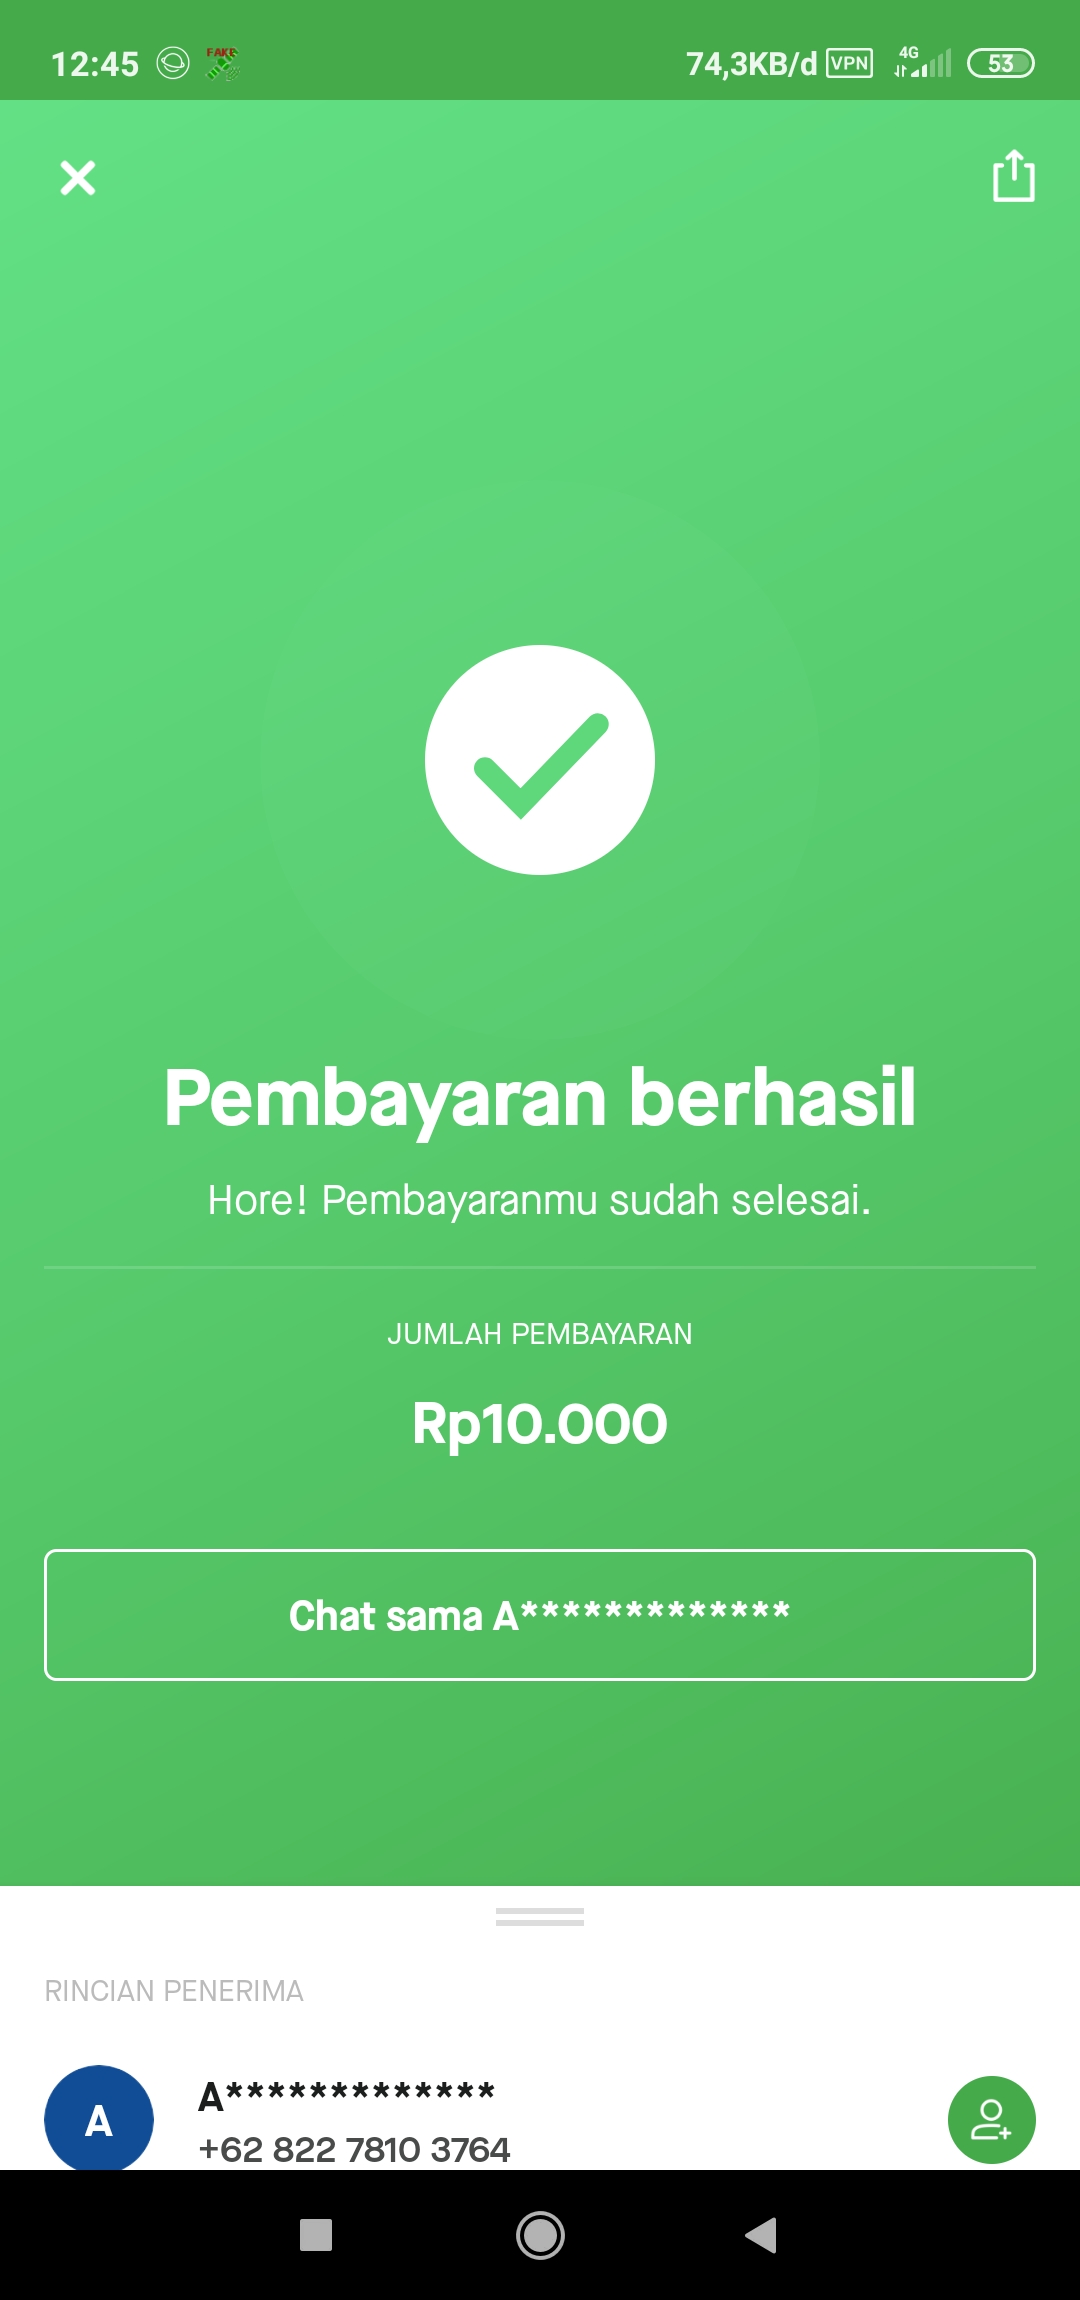 12:45 FAKE 74,3KB/d VPN 4G 53
Pembayaran berhasil
Hore! Pembayaranmu sudah selesai.
JUMLAH PEMBAYARAN
Rp10.000
Chat sama A*************
RINCIAN PENERIMA
A
A*************
+62 822 7810 3764